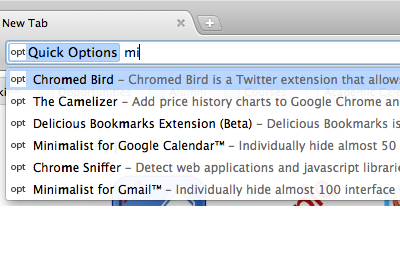 New Tab
opt Quick Options mi
opt Chromed Bird – Chromed Bird is a Twitter extension that allow
opt The Camelizer – Add price history charts to Google Chrome an
opt Delicious Bookmarks Extension (Beta) – Delicious Bookmarks is
opt Minimalist for Google Calendar™ – Individually hide almost 50
opt Chrome Sniffer – Detect web applications and javascript librarie
opt Minimalist for Gmail™ – Individually hide almost 100 interface